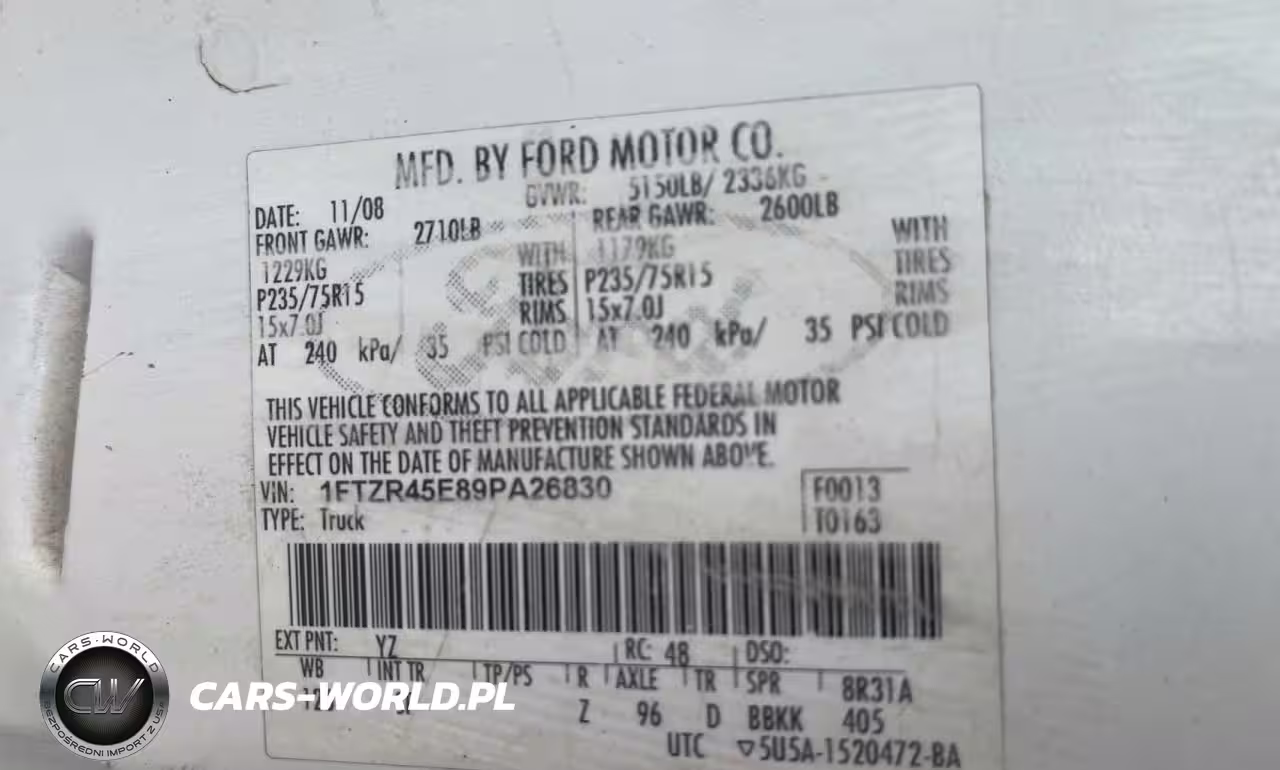 MFD. BY FORD MOTOR CO.
DATE: 11/08 GVWR: 5150LB/ 2336KG
FRONT GAWR: 2710LB REAR GAWR: 2600LB
1229KG WITH 1179KG WITH
P235/75R15 TIRES P235/75R15 TIRES
15x7.0J RIMS 15x7.0J RIMS
AT 240 kPa/ 35 PSI COLD AT 240 kPa/ 35 PSI COLD
THIS VEHICLE CONFORMS TO ALL APPLICABLE FEDERAL MOTOR
VEHICLE SAFETY AND THEFT PREVENTION STANDARDS IN
EFFECT ON THE DATE OF MANUFACTURE SHOWN ABOVE.
VIN: 1FTZR45E89PA26830 F0013
TYPE: Truck T0163
EXT PNT: YZ RC: 48 DSO:
WB INT TR TP/PS R AXLE TR SPR 8R31A
Z 96 D BBKK 405
UTC ▽5U5A-1520472-BA
CARS-WORLD
CW
BEZPOŚREDNI IMPORT Z USA
CARS-WORLD.PL